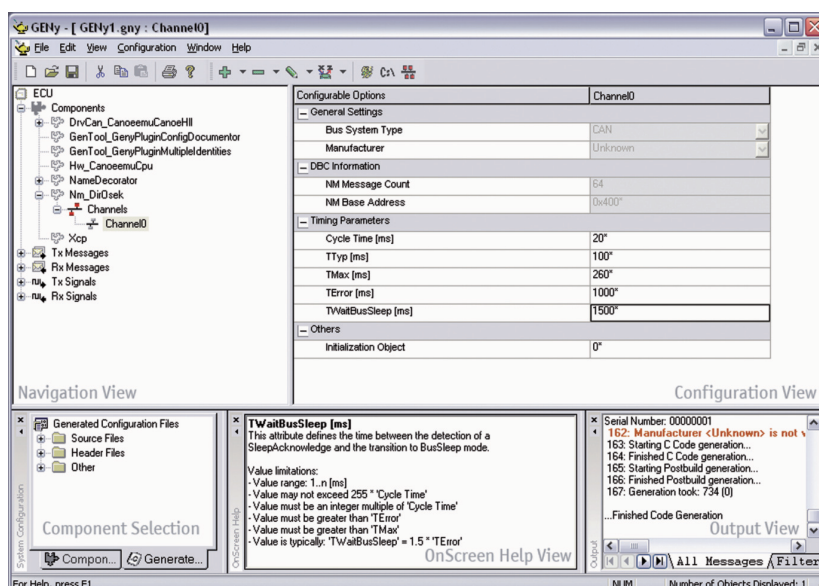 GENy - [ GENy1.gny : Channel0]
File Edit View Configuration Window Help
ECU
Components
DrvCan_CanoeemuCanoeHll
GenTool_GenyPluginConfigDocumentor
GenTool_GenyPluginMultipleIdentities
Hw_CanoeemuCpu
NameDecorator
Nm_DirOsek
Channels
Channel0
Xcp
Tx Messages
Rx Messages
Tx Signals
Rx Signals
Navigation View
Configurable Options Channel0
General Settings
Bus System Type CAN
Manufacturer Unknown
DBC Information
NM Message Count 64
NM Base Address 0x400*
Timing Parameters
Cycle Time [ms] 20*
TTyp [ms] 100*
TMax [ms] 260*
TError [ms] 1000*
TWaitBusSleep [ms] 1500*
Others
Initialization Object 0*
Configuration View
System Configuration
Generated Configuration Files
Source Files
Header Files
Other
Component Selection
Compon... Generate...
OnScreen Help
TWaitBusSleep [ms]
This attribute defines the time between the detection of a
SleepAcknowledge and the transition to BusSleep mode.
Value limitations:
- Value range: 1..n [ms]
- Value may not exceed 255 * 'Cycle Time'
- Value must be an integer multiple of 'Cycle Time'
- Value must be greater than 'TError'
- Value must be greater than 'TMax'
- Value is typically: 'TWaitBusSleep' = 1.5 * 'TError'
OnScreen Help View
Output
Serial Number: 00000001
162: Manufacturer <Unknown> is not v
163: Starting C Code generation...
164: Finished C Code generation...
165: Starting Postbuild generation...
166: Finished Postbuild generation...
167: Generation took: 734 (0)
...Finished Code Generation
Output View
All Messages Filter
For Help, press F1 NUM Number of Objects Displayed: 1